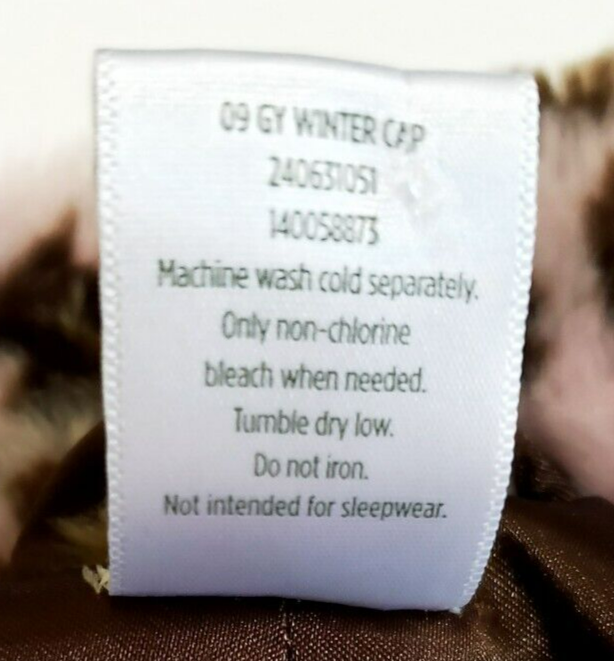 09 GY WINTER CAP
240631051
140058873
Machine wash cold separately.
Only non-chlorine
bleach when needed.
Tumble dry low.
Do not iron.
Not intended for sleepwear.